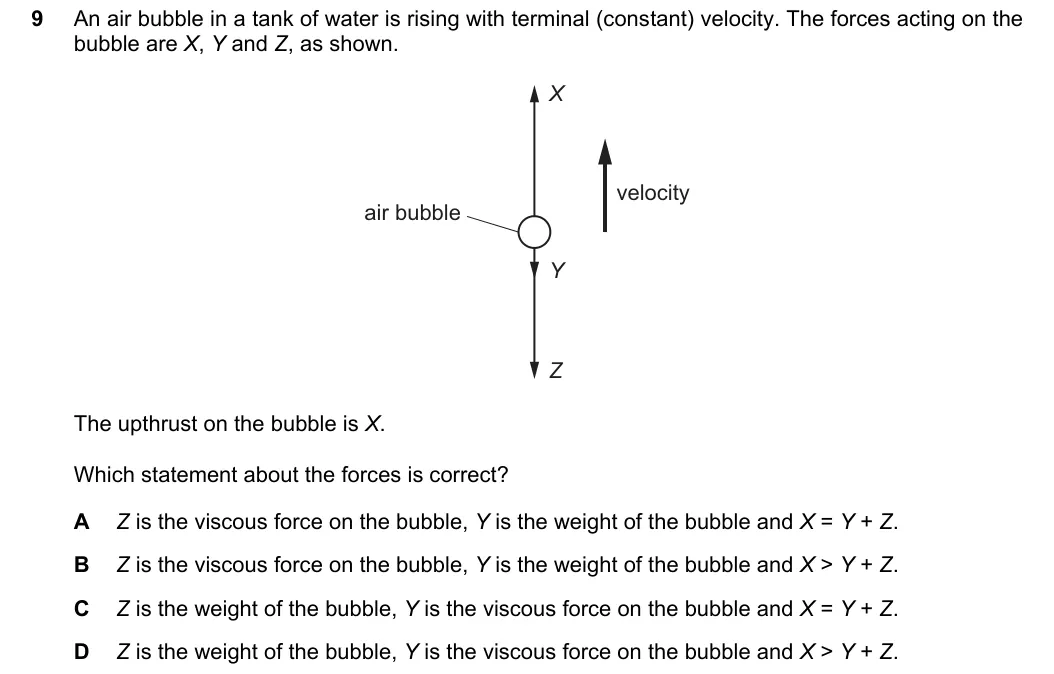 9 An air bubble in a tank of water is rising with terminal (constant) velocity. The forces acting on the
bubble are X, Y and Z, as shown.
X
velocity
air bubble
Y
Z
The upthrust on the bubble is X.
Which statement about the forces is correct?
A Z is the viscous force on the bubble, Y is the weight of the bubble and X = Y + Z.
B Z is the viscous force on the bubble, Y is the weight of the bubble and X > Y + Z.
C Z is the weight of the bubble, Y is the viscous force on the bubble and X = Y + Z.
D Z is the weight of the bubble, Y is the viscous force on the bubble and X > Y + Z.